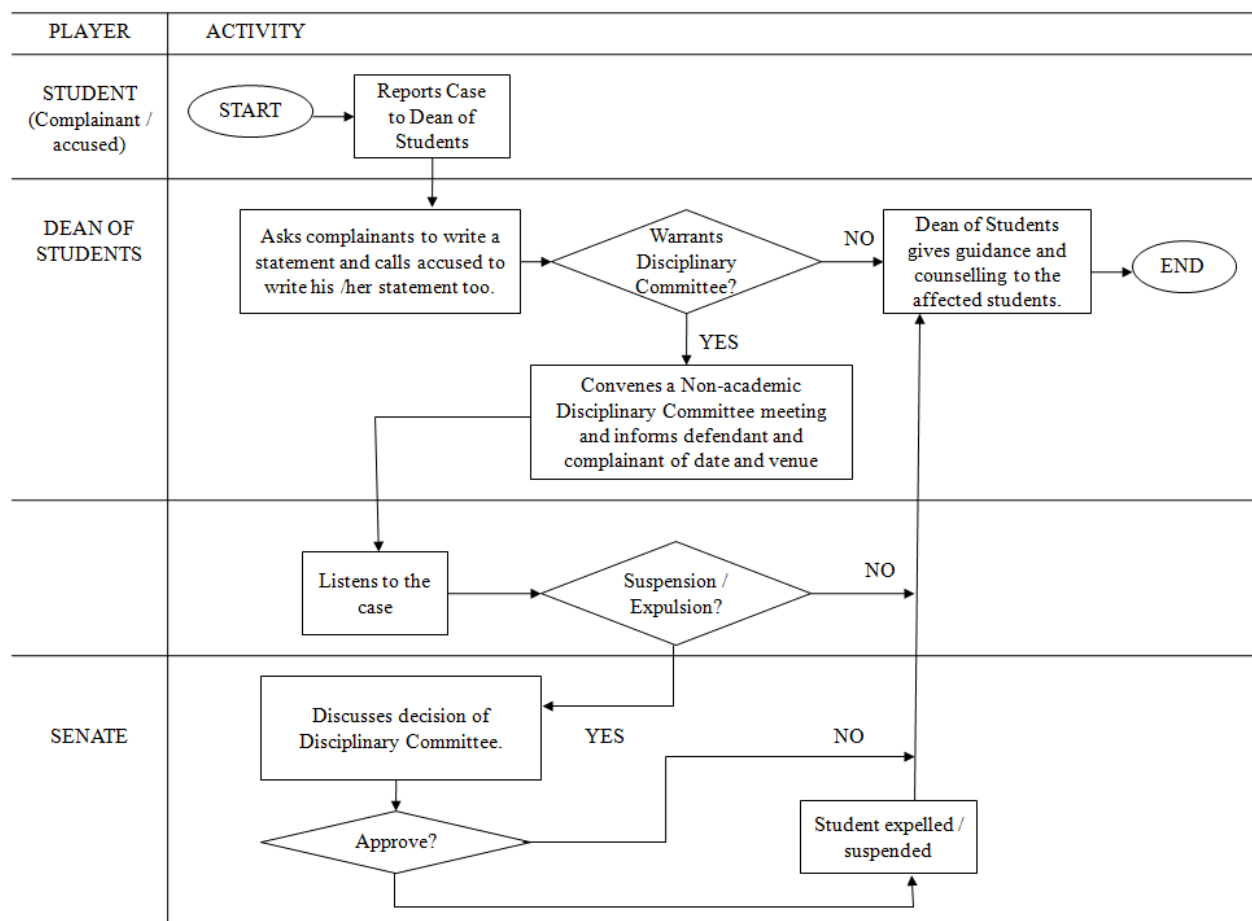 PLAYER
ACTIVITY
STUDENT
(Complainant /
accused)
START
Reports Case
to Dean of
Students
DEAN OF
STUDENTS
Asks complainants to write a
statement and calls accused to
write his /her statement too.
Warrants
Disciplinary
Committee?
NO
Dean of Students
gives guidance and
counselling to the
affected students.
END
YES
Convenes a Non-academic
Disciplinary Committee meeting
and informs defendant and
complainant of date and venue
Listens to the
case
Suspension /
Expulsion?
NO
SENATE
Discusses decision of
Disciplinary Committee.
YES
NO
Approve?
Student expelled /
suspended